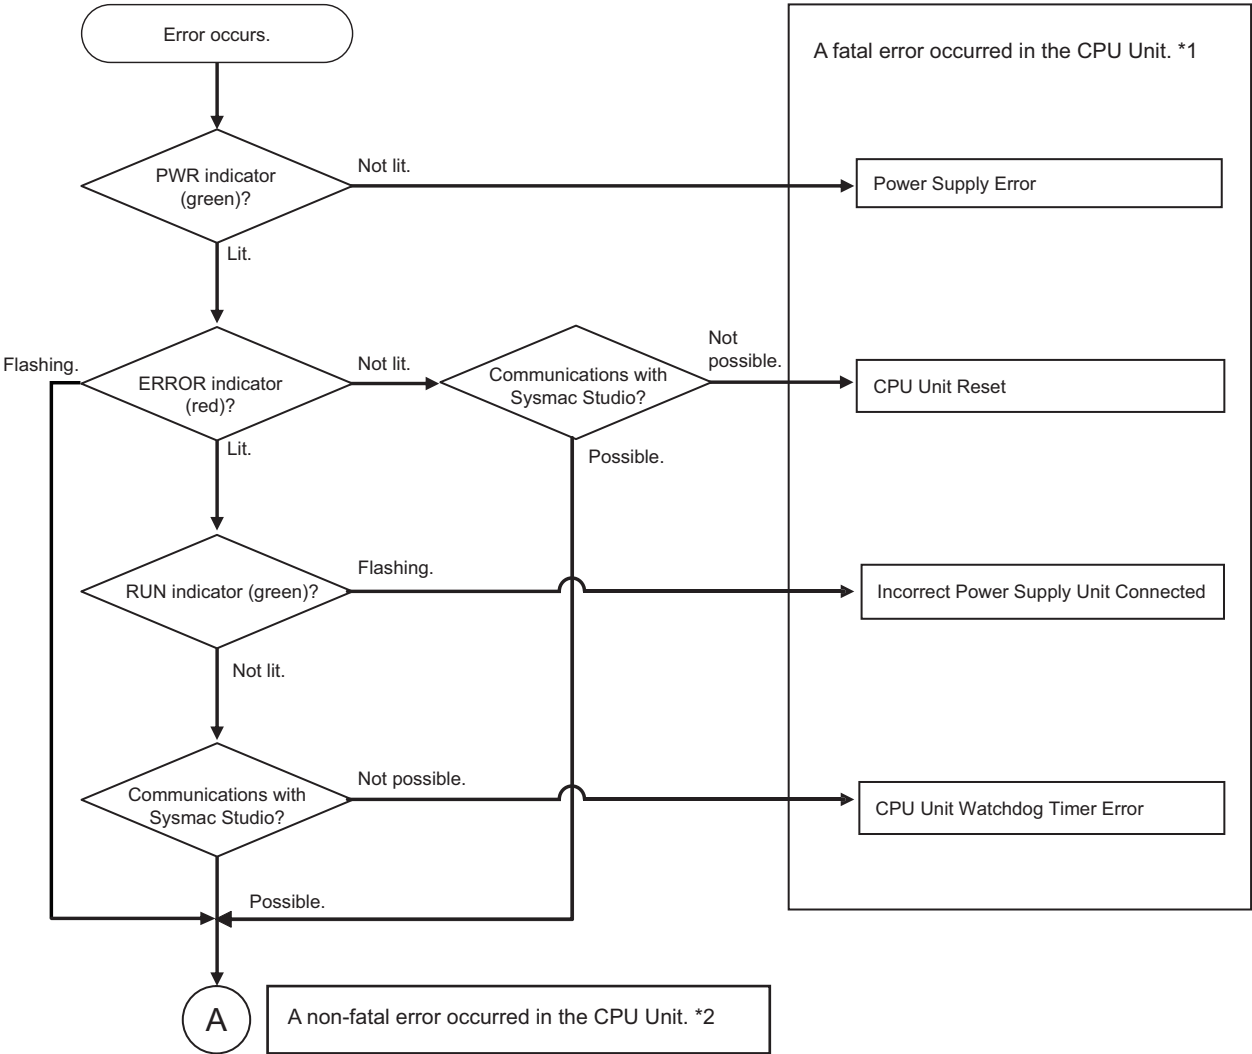 Error occurs.
A fatal error occurred in the CPU Unit. *1
PWR indicator
(green)?
Not lit.
Power Supply Error
Lit.
Flashing.
ERROR indicator
(red)?
Not lit.
Communications with
Sysmac Studio?
Not
possible.
CPU Unit Reset
Lit.
Possible.
RUN indicator (green)?
Flashing.
Incorrect Power Supply Unit Connected
Not lit.
Communications with
Sysmac Studio?
Not possible.
CPU Unit Watchdog Timer Error
Possible.
A
A non-fatal error occurred in the CPU Unit. *2